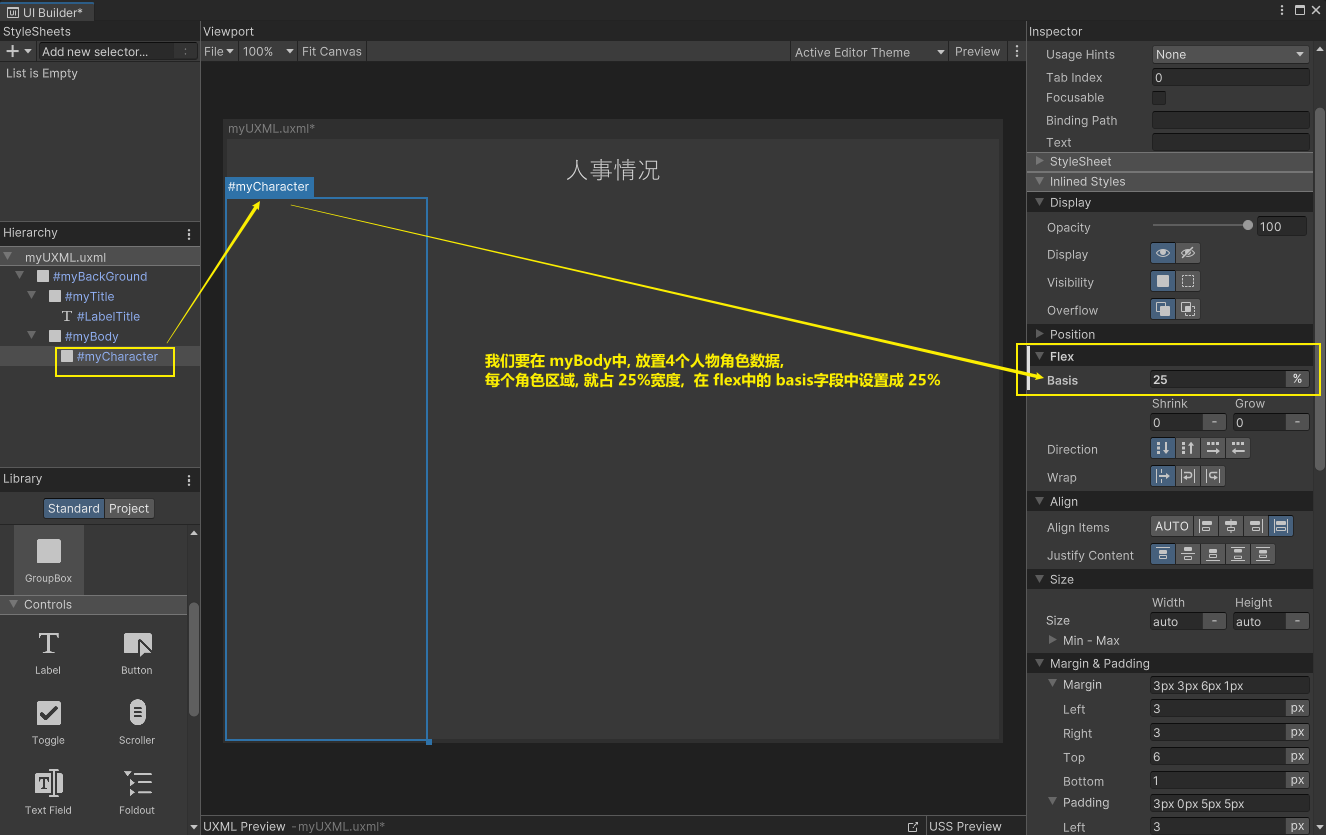 UI Builder*
StyleSheets
Add new selector...
List is Empty
Hierarchy
myUXML.uxml
#myBackGround
#myTitle
#LabelTitle
#myBody
#myCharacter
Library
Standard Project
GroupBox
Controls
Label Button
Toggle Scroller
Text Field Foldout
Viewport
File 100% Fit Canvas Active Editor Theme Preview
myUXML.uxml*
人事情况
#myCharacter
我们要在 myBody中, 放置4个人物角色数据,
每个角色区域, 就占 25%宽度, 在 flex中的 basis字段中设置成 25%
UXML Preview - myUXML.uxml* USS Preview
Inspector
Usage Hints None
Tab Index 0
Focusable
Binding Path
Text
StyleSheet
Inlined Styles
Display
Opacity 100
Display
Visibility
Overflow
Position
Flex
Basis 25 %
Shrink Grow
0 - 0 -
Direction
Wrap
Align
Align Items AUTO
Justify Content
Size
Width Height
Size auto - auto -
Min - Max
Margin & Padding
Margin 3px 3px 6px 1px
Left 3 px
Right 3 px
Top 6 px
Bottom 1 px
Padding 3px 0px 5px 5px
Left 3 px